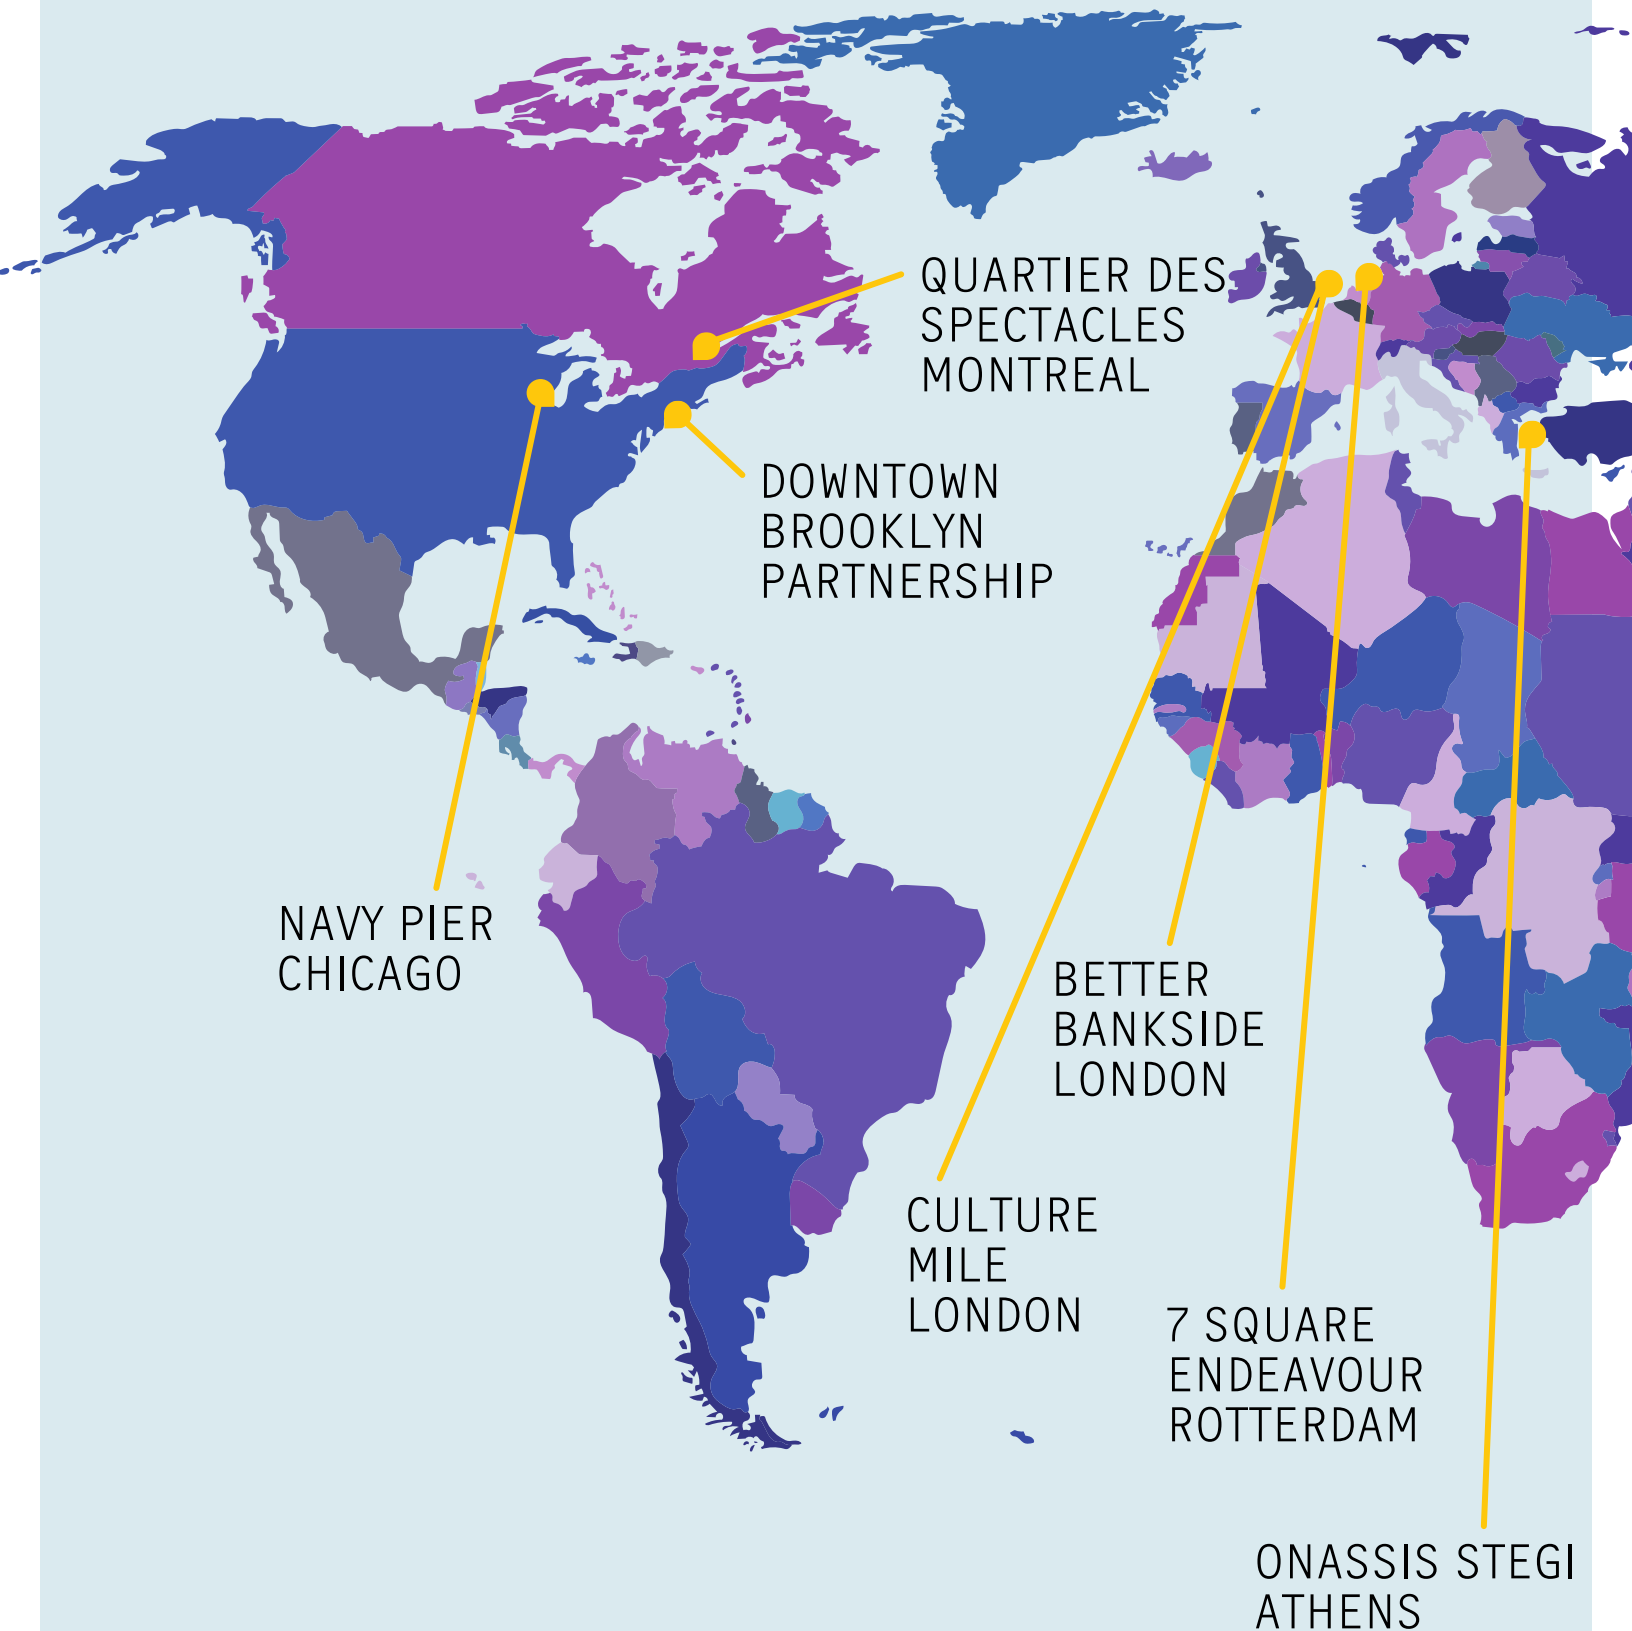 QUARTIER DES
SPECTACLES
MONTREAL
DOWNTOWN
BROOKLYN
PARTNERSHIP
NAVY PIER
CHICAGO
BETTER
BANKSIDE
LONDON
CULTURE
MILE
LONDON
7 SQUARE
ENDEAVOUR
ROTTERDAM
ONASSIS STEGI
ATHENS